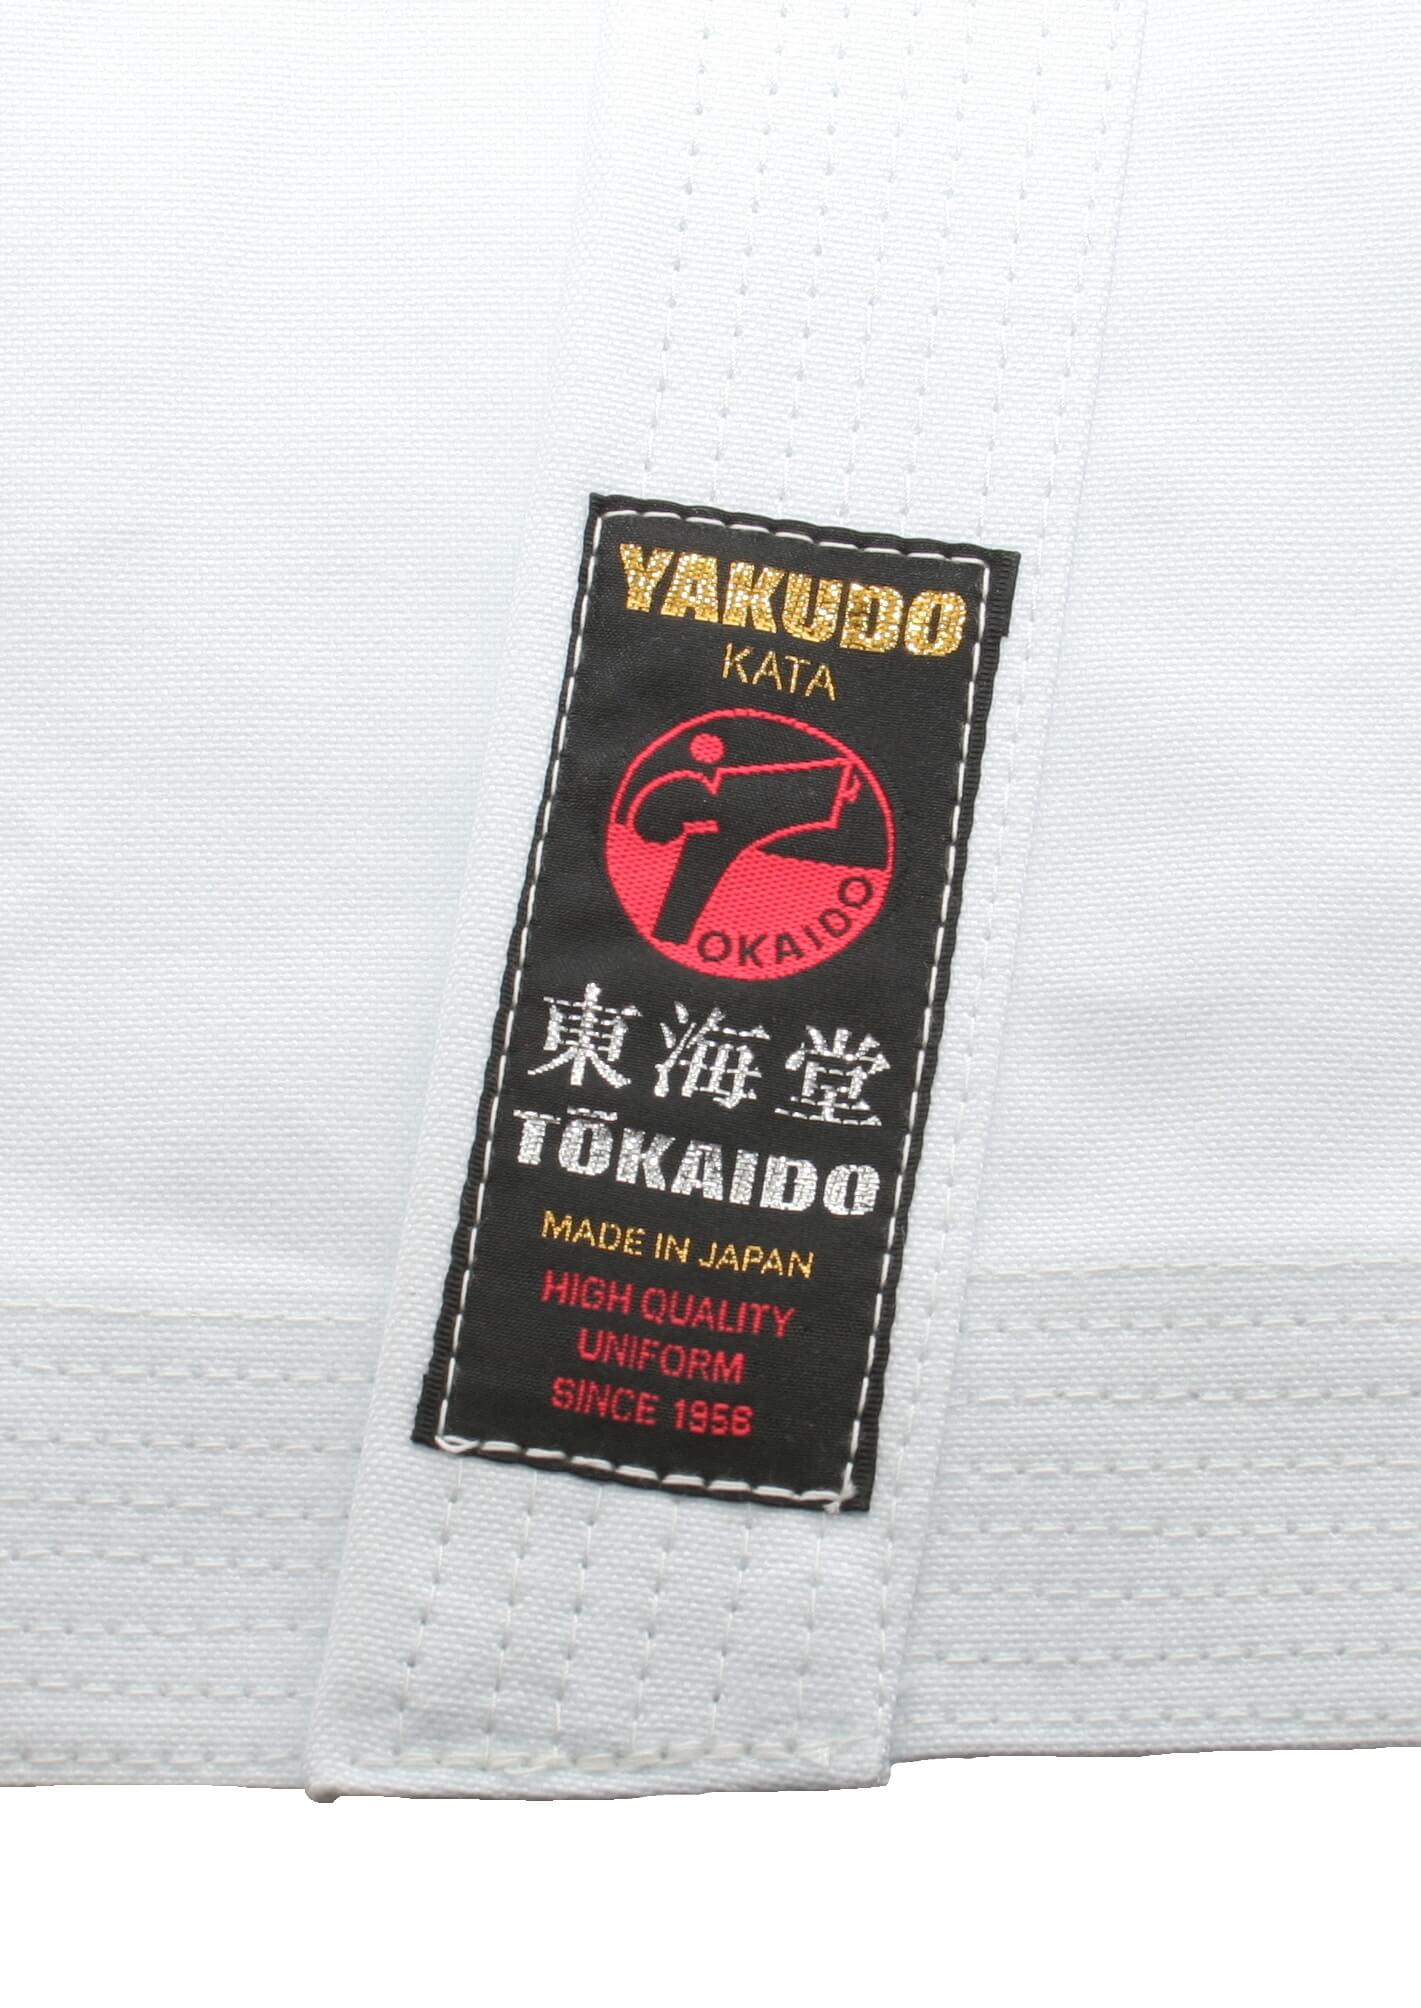 YAKUDO
KATA
OKAIDO
東海堂
TŌKAIDO
MADE IN JAPAN
HIGH QUALITY
UNIFORM
SINCE 1956